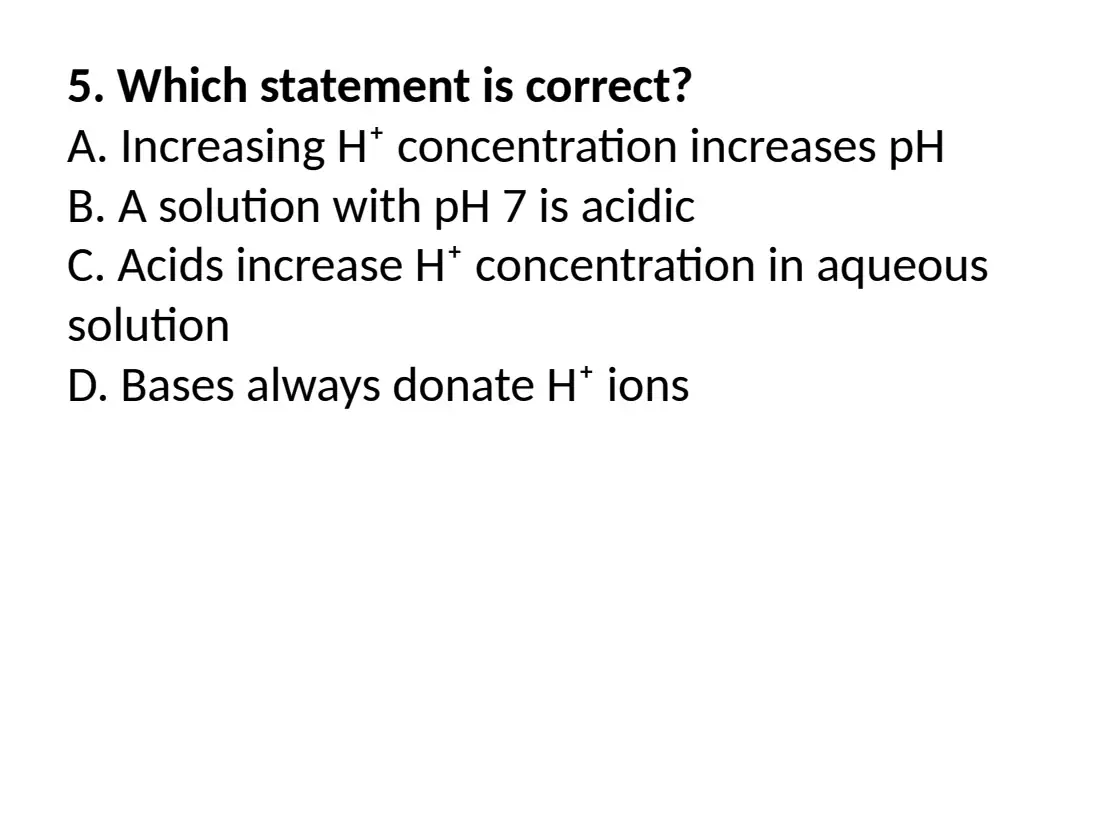 5. Which statement is correct?
A. Increasing H⁺ concentration increases pH
B. A solution with pH 7 is acidic
C. Acids increase H⁺ concentration in aqueous
solution
D. Bases always donate H⁺ ions